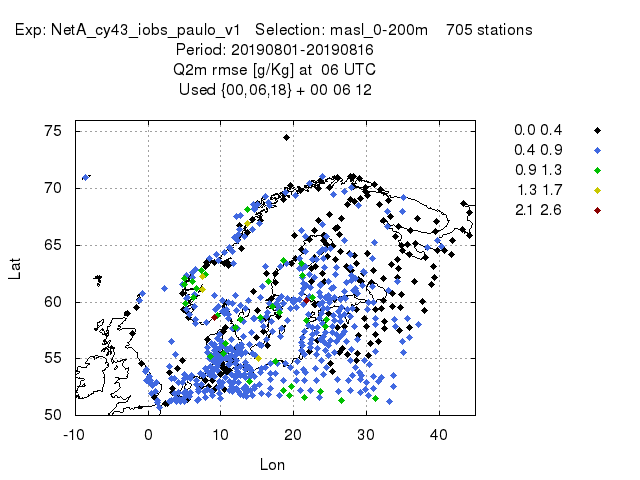 Exp: NetA_cy43_iobs_paulo_v1   Selection: masl_0-200m    705 stations
Period: 20190801-20190816
Q2m rmse [g/Kg] at  06 UTC
Used {00,06,18} + 00 06 12
0.0 0.4
0.4 0.9
0.9 1.3
1.3 1.7
2.1 2.6
75
70
65
60
55
50
Lat
-10 0 10 20 30 40
Lon